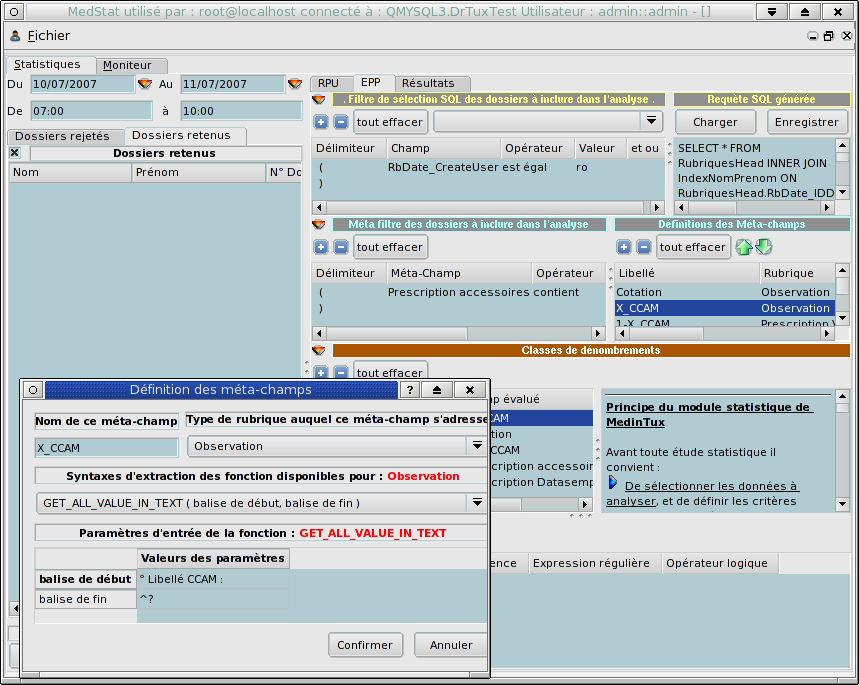 MedStat utilisé par : root@localhost connecté à : QMYSQL3.DrTuxTest Utilisateur : admin::admin - []
Fichier
Statistiques Moniteur
Du 10/07/2007 Au 11/07/2007
De 07:00 à 10:00
Dossiers rejetés Dossiers retenus
Dossiers retenus
Nom Prénom N° Do
RPU EPP Résultats
. Filtre de sélection SQL des dossiers à inclure dans l'analyse .
tout effacer
Délimiteur Champ Opérateur Valeur et ou
( RbDate_CreateUser est égal ro
)
Requète SQL générée
Charger Enregistrer
SELECT * FROM
RubriquesHead INNER JOIN
IndexNomPrenom ON
RubriquesHead.RbDate_IDD
Méta filtre des dossiers à inclure dans l'analyse
tout effacer
Délimiteur Méta-Champ Opérateur
( Prescription accessoires contient
)
Définitions des Méta-champs
tout effacer
Libellé Rubrique
Cotation Observation
X_CCAM Observation
1-X_CCAM Prescription
Classes de dénombrements
tout effacer
p évalué
CAM
tion
CCAM
cription accessoir
cription Datasemp
Principe du module statistique de
MedinTux
Avant toute étude statistique il
convient :
De sélectionner les données à
analyser, et de définir les critères
ence Expression régulière Opérateur logique
Définition des méta-champs
Nom de ce méta-champ Type de rubrique auquel ce méta-champ s'adresse
X_CCAM Observation
Syntaxes d'extraction des fonction disponibles pour : Observation
GET_ALL_VALUE_IN_TEXT ( balise de début, balise de fin )
Paramètres d'entrée de la fonction : GET_ALL_VALUE_IN_TEXT
Valeurs des paramètres
balise de début ° Libellé CCAM :
balise de fin ^?
Confirmer Annuler